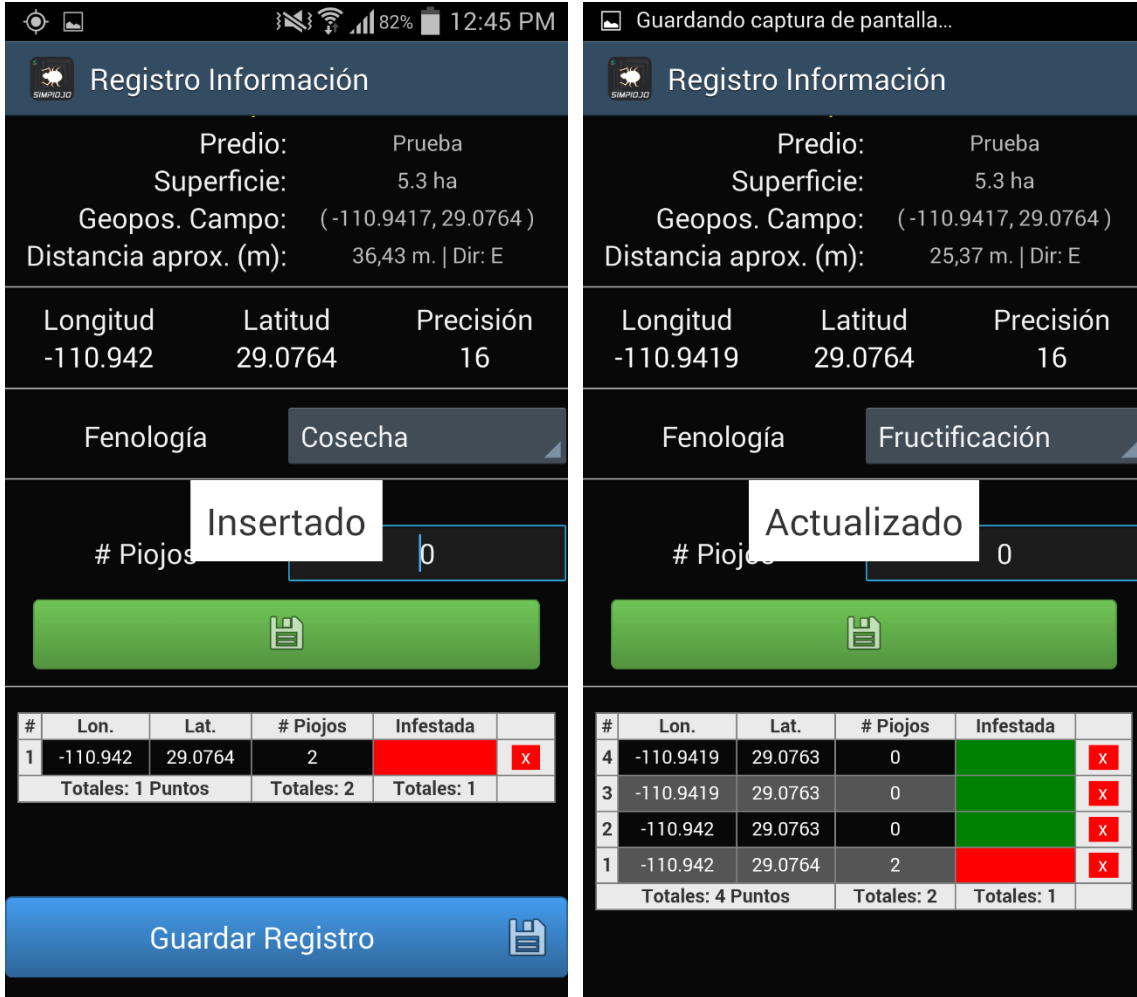 82% 12:45 PM
SIMPIOJO Registro Información
Predio: Prueba
Superficie: 5.3 ha
Geopos. Campo: ( -110.9417, 29.0764 )
Distancia aprox. (m): 36,43 m. | Dir: E
Longitud Latitud Precisión
-110.942 29.0764 16
Fenología Cosecha
Insertado
# Piojos 0
# Lon. Lat. # Piojos Infestada
1 -110.942 29.0764 2 X
Totales: 1 Puntos Totales: 2 Totales: 1
Guardar Registro
Guardando captura de pantalla...
SIMPIOJO Registro Información
Predio: Prueba
Superficie: 5.3 ha
Geopos. Campo: ( -110.9417, 29.0764 )
Distancia aprox. (m): 25,37 m. | Dir: E
Longitud Latitud Precisión
-110.9419 29.0764 16
Fenología Fructificación
Actualizado
# Piojos 0
# Lon. Lat. # Piojos Infestada
4 -110.9419 29.0763 0 X
3 -110.9419 29.0763 0 X
2 -110.942 29.0763 0 X
1 -110.942 29.0764 2 X
Totales: 4 Puntos Totales: 2 Totales: 1